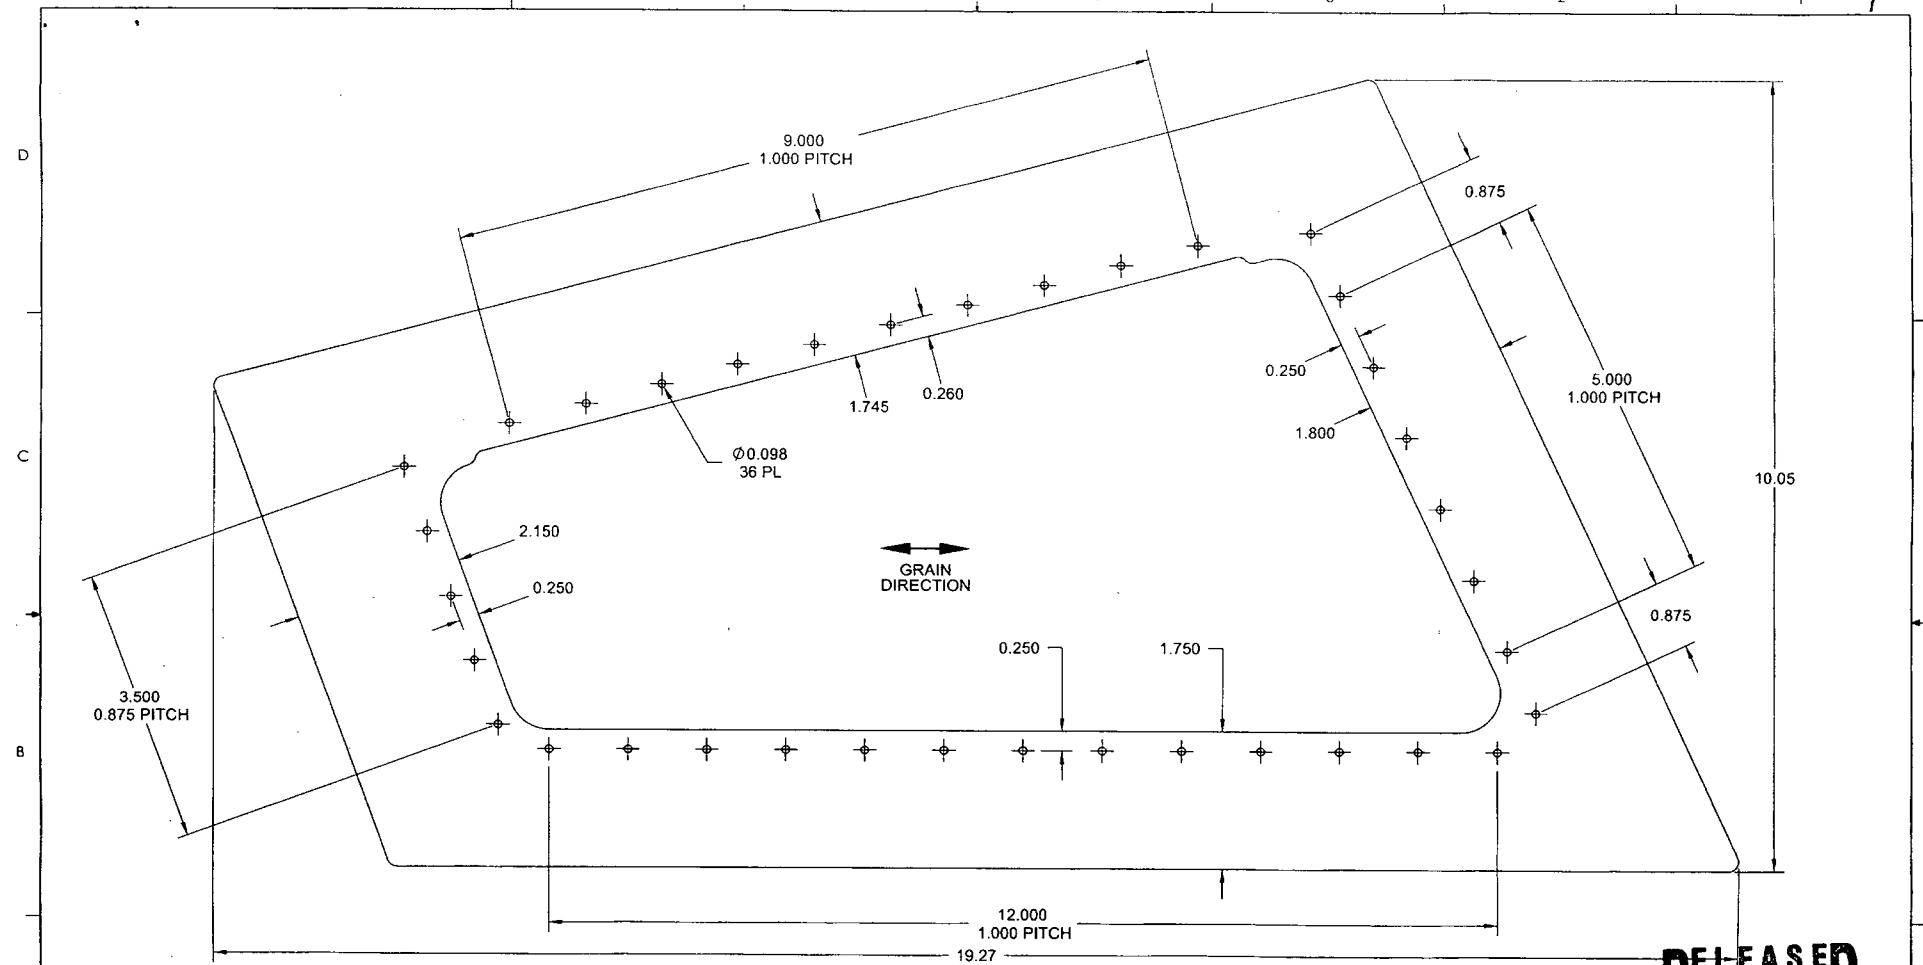 D
9.000
1.000 PITCH
0.875
0.250
5.000
1.000 PITCH
1.745
0.260
1.800
C
Ø0.098
36 PL
10.05
2.150
0.250
GRAIN
DIRECTION
0.875
0.250
1.750
3.500
0.875 PITCH
B
12.000
1.000 PITCH
19.27
RELEASED